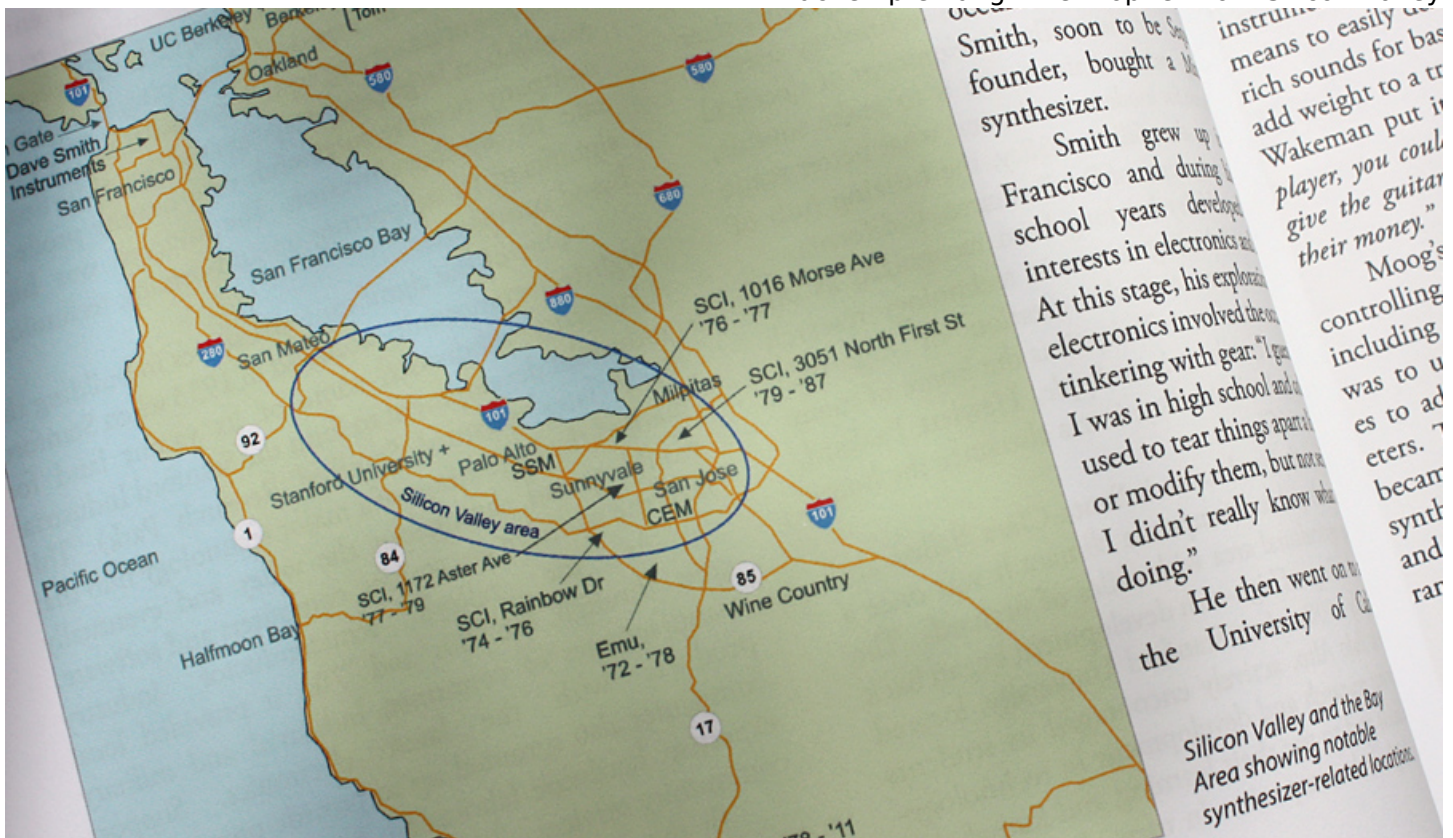 UC Berkeley
Oakland
580
580
101
Gate
Dave Smith
Instruments
San Francisco
680
San Francisco Bay
880
SCI, 1016 Morse Ave
'76 - '77
280
San Mateo
SCI, 3051 North First St
'79 - '87
Milpitas
101
92
Stanford University +
Palo Alto
SSM
Sunnyvale
San Jose
CEM
Silicon Valley area
101
1
84
85
Pacific Ocean
SCI, 1172 Aster Ave
'77 - '79
SCI, Rainbow Dr
'74 - '76
Emu,
'72 - '78
Wine Country
Halfmoon Bay
17
'11
Smith, soon to be
founder, bought a
synthesizer.
Smith grew up
Francisco and during
school years
interests in electronics
At this stage, his
electronics involved the
tinkering with gear: "I
I was in high school and
used to tear things apart
or modify them, but not
I didn't really know
doing."
He then went on
the University of
Silicon Valley and the Bay
Area showing notable
synthesizer-related locations.
means to easily
rich sounds for
add weight to a
Wakeman put
player, you
give the
their money."
Moog's
controlling
including
was to
es to
eters.
and